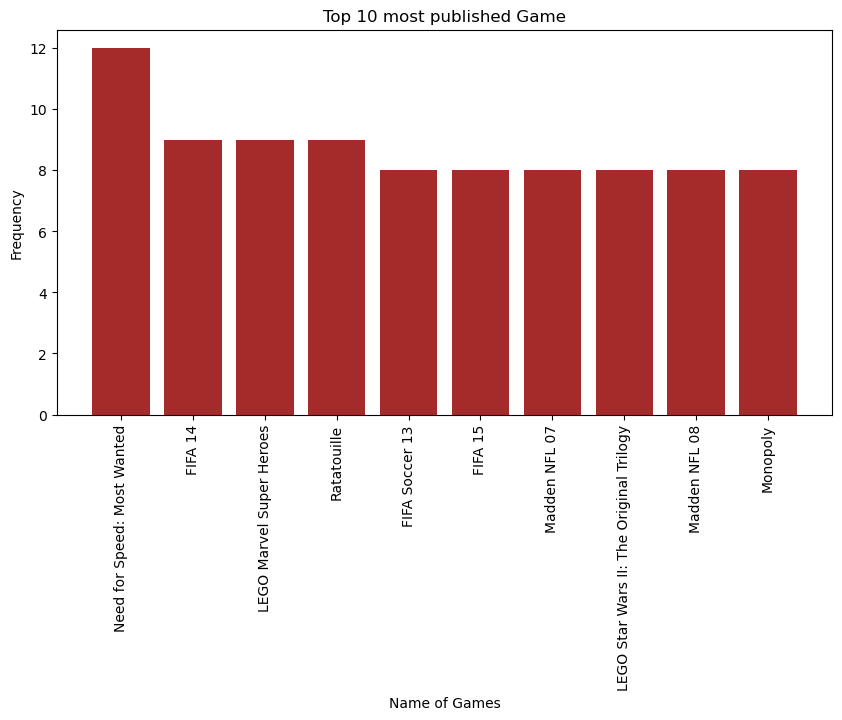 Top 10 most published Game
Frequency
12
10
8
6
4
2
0
Need for Speed: Most Wanted
FIFA 14
LEGO Marvel Super Heroes
Ratatouille
FIFA Soccer 13
FIFA 15
Madden NFL 07
LEGO Star Wars II: The Original Trilogy
Madden NFL 08
Monopoly
Name of Games